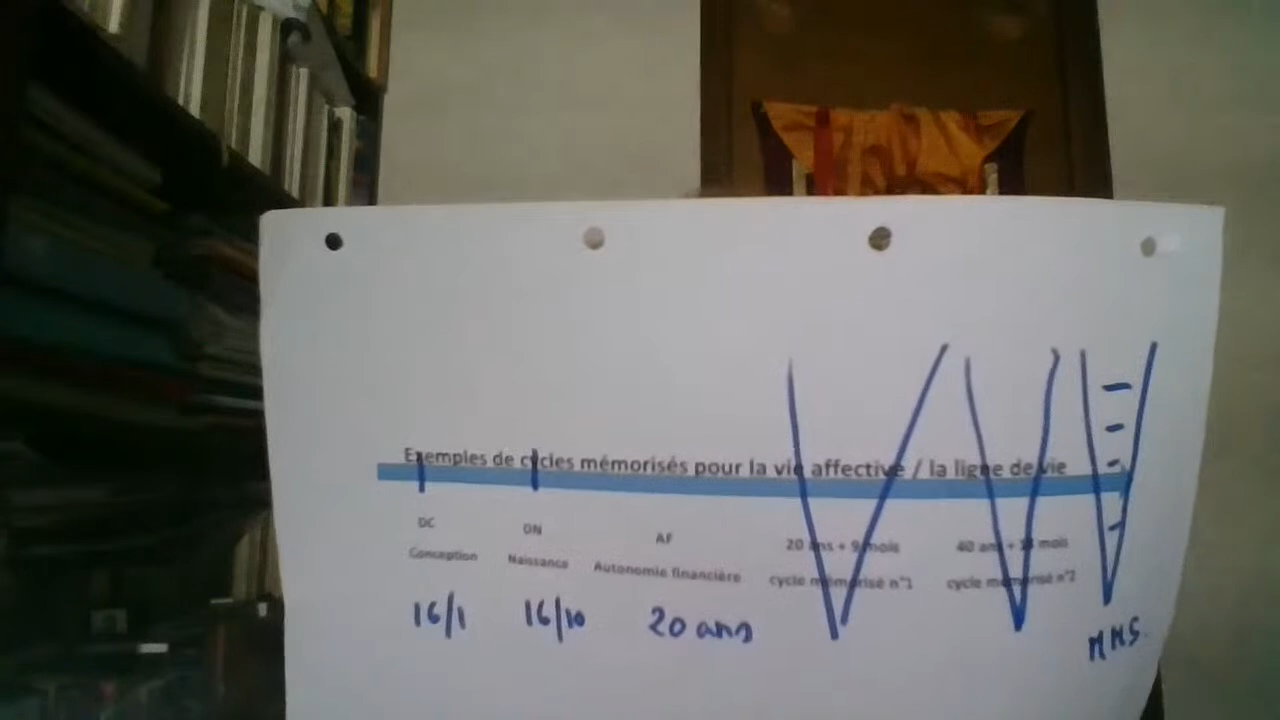 Exemples de cycles mémorisés pour la vie affective / la ligne de vie
DC DN AF 20 ans + 9 mois 40 ans + mois
Conception Naissance Autonomie financière cycle mémorisé n°1 cycle mémorisé n°2
16/1 16/10 20 ans MMS.